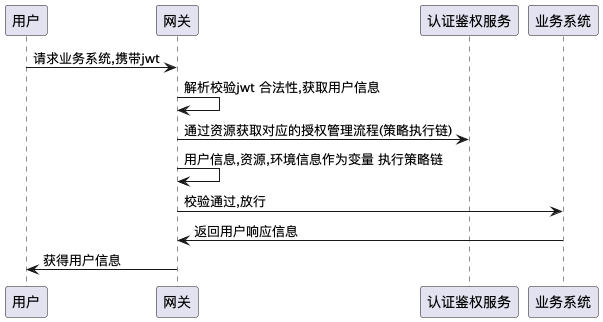 用户
网关
认证鉴权服务
业务系统
请求业务系统,携带jwt
解析校验jwt 合法性,获取用户信息
通过资源获取对应的授权管理流程(策略执行链)
用户信息,资源,环境信息作为变量 执行策略链
校验通过,放行
返回用户响应信息
获得用户信息
用户
网关
认证鉴权服务
业务系统